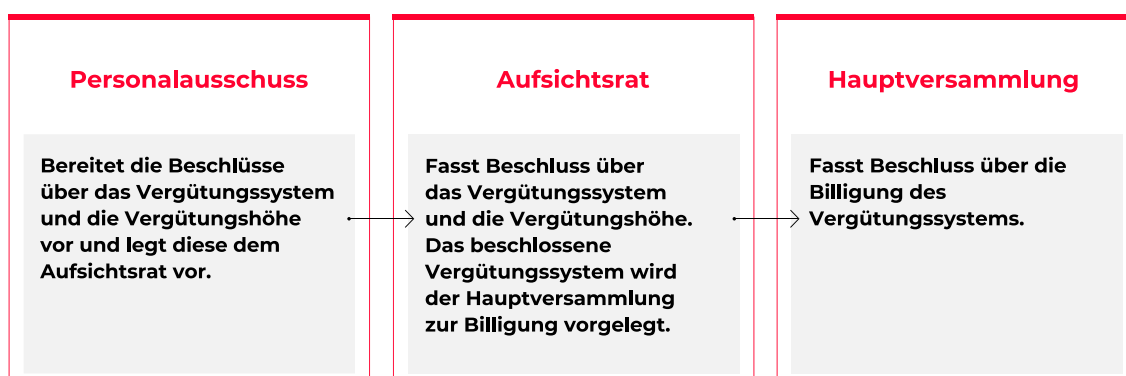 Personalausschuss
Bereitet die Beschlüsse
über das Vergütungssystem
und die Vergütungshöhe
vor und legt diese dem
Aufsichtsrat vor.
Aufsichtsrat
Fasst Beschluss über
das Vergütungssystem
und die Vergütungshöhe.
Das beschlossene
Vergütungssystem wird
der Hauptversammlung
zur Billigung vorgelegt.
Hauptversammlung
Fasst Beschluss über die
Billigung des
Vergütungssystems.